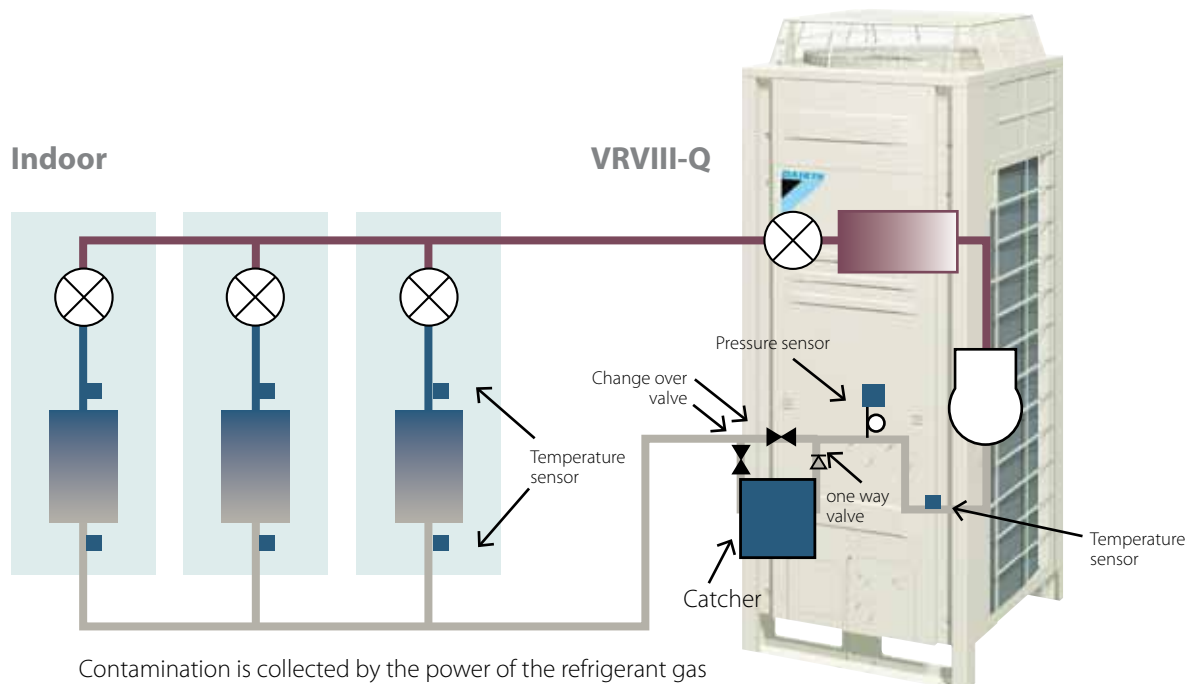 Indoor
VRVIII-Q
DAIKIN
Pressure sensor
Change over
valve
Temperature
sensor
one way
valve
Temperature
sensor
Catcher
Contamination is collected by the power of the refrigerant gas